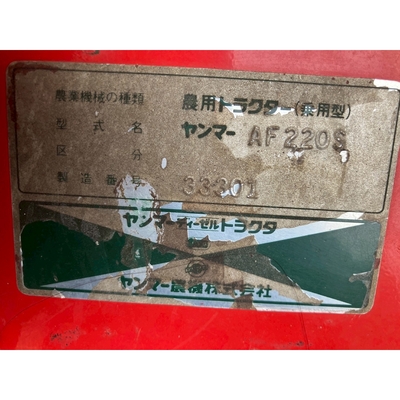 農業機械の種類 農用トラクター(乗用型)
型式名 ヤンマー AF220S
区分
製造番号 33301
ヤンマーディーゼルトラクタ
ヤンマー農機株式会社